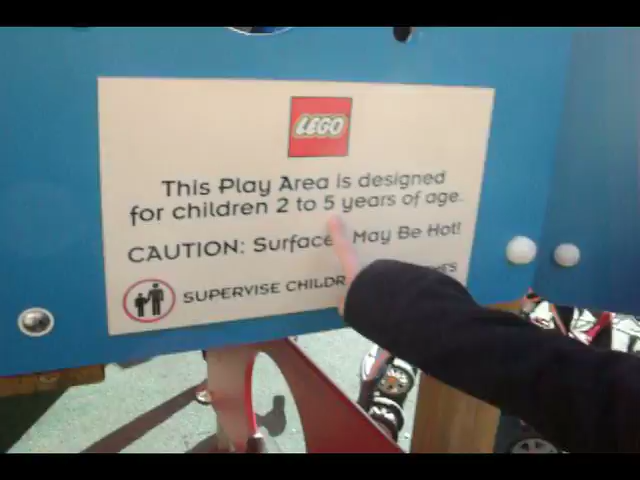 LEGO
This Play Area is designed
for children 2 to 5 years of age.
CAUTION: Surface May Be Hot!
SUPERVISE